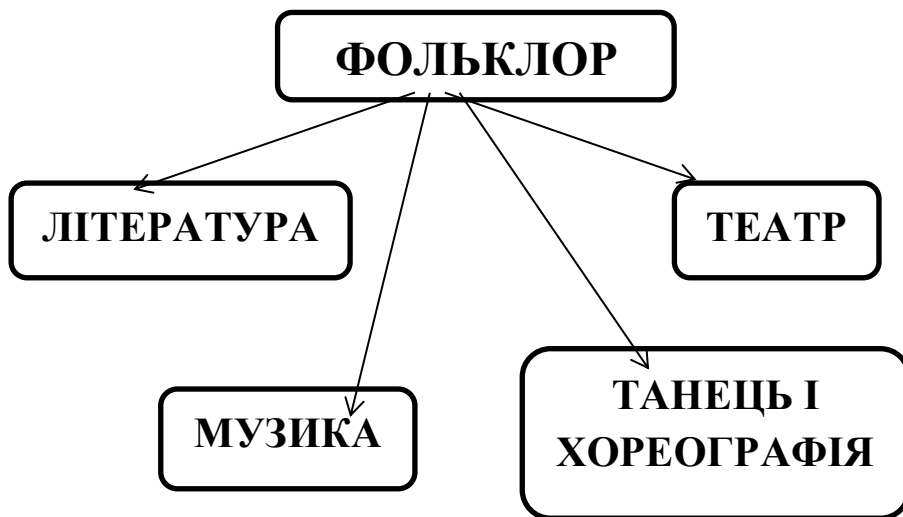 ФОЛЬКЛОР
ЛІТЕРАТУРА
ТЕАТР
МУЗИКА
ТАНЕЦЬ І
ХОРЕОГРАФІЯ